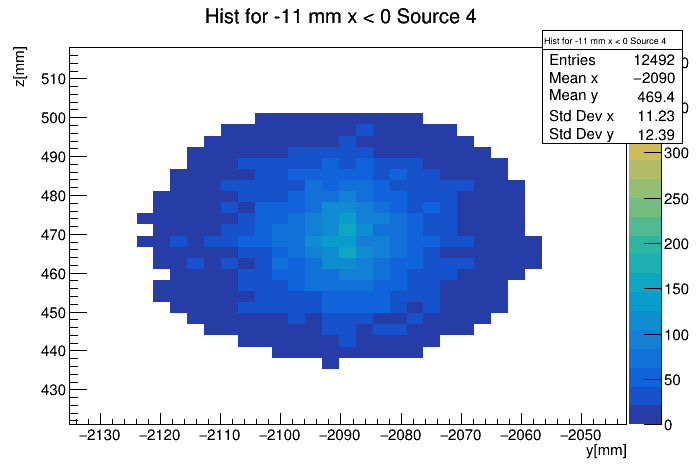 Hist for -11 mm x < 0 Source 4
z[mm]
Hist for -11 mm x < 0 Source 4
Entries 12492
Mean x −2090
Mean y 469.4
Std Dev x 11.23
Std Dev y 12.39
510
500
490
480
470
460
450
440
430
300
250
200
150
100
50
0
−2130 −2120 −2110 −2100 −2090 −2080 −2070 −2060 −2050
y[mm]